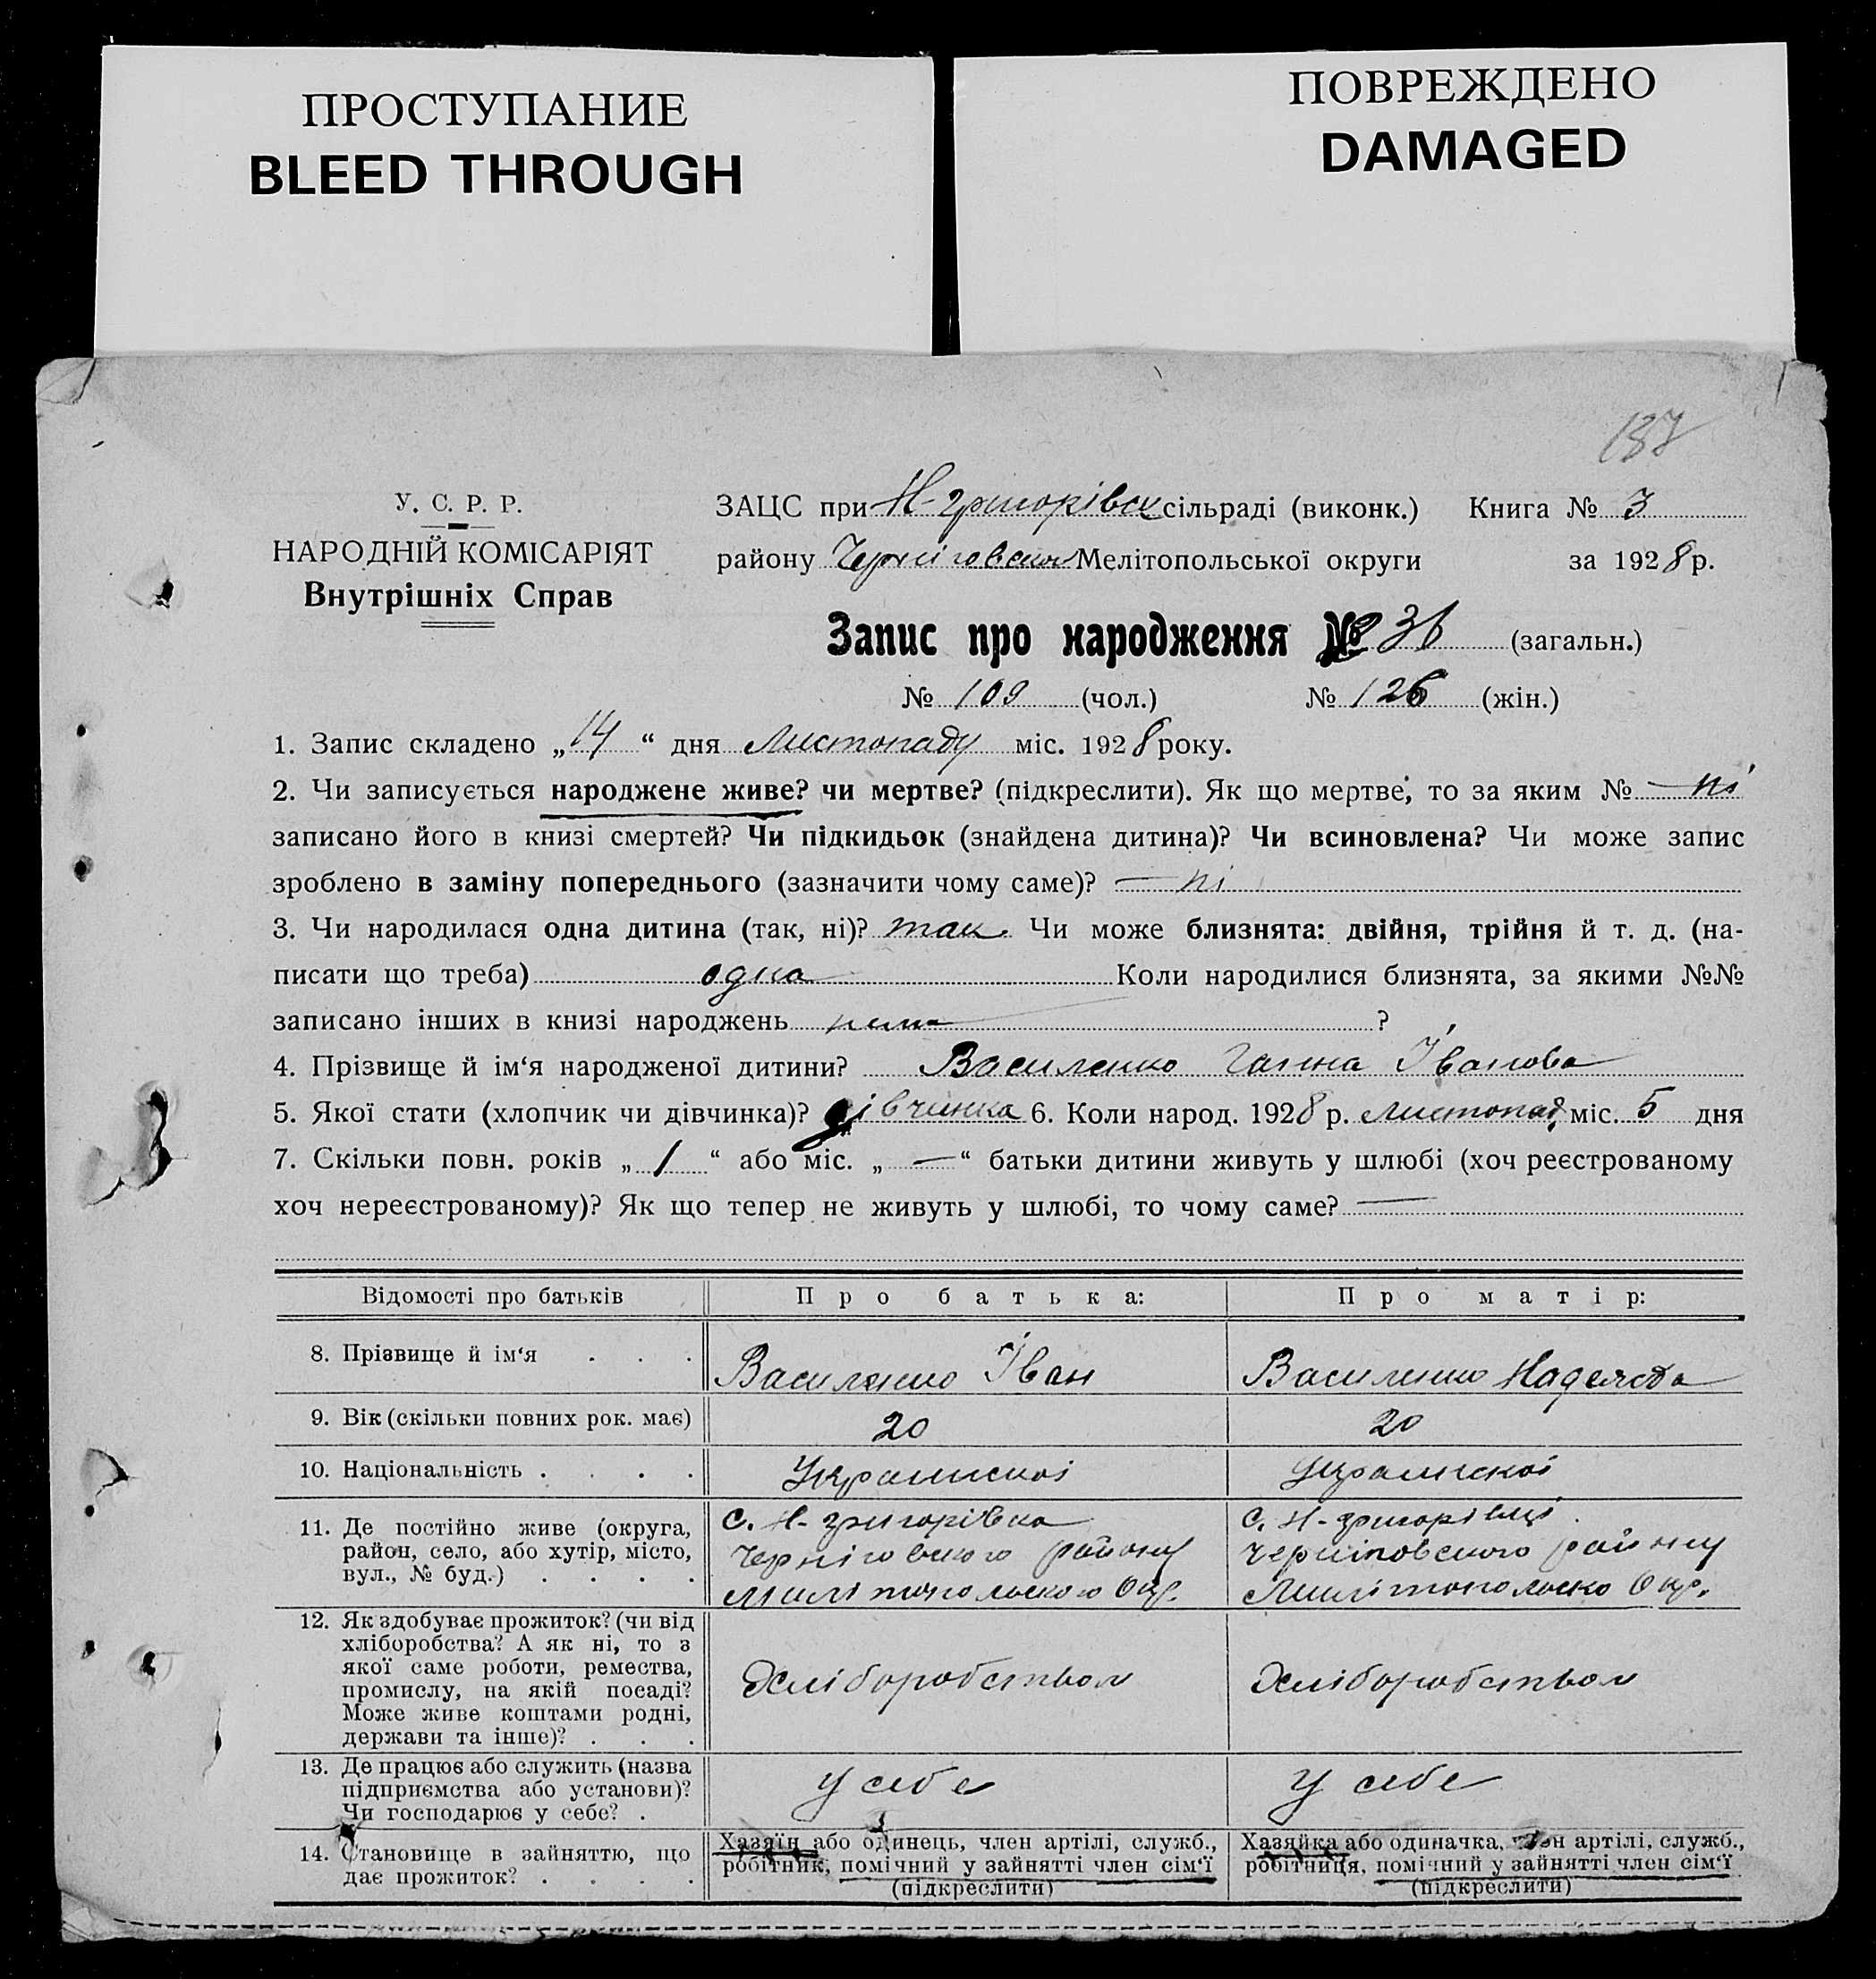 ПРОСТУПАНИЕ
BLEED THROUGH
ПОВРЕЖДЕНО
DAMAGED
137
У. С. Р. Р.
НАРОДНІЙ КОМІСАРІЯТ
Внутрішніх Справ
ЗАЦС при Н-григорівск сільраді (виконк.) Книга № 3
району Черніговськ Мелітопольської округи за 1928 р.
Запис про народження № (загальн.)
№ 109 (чол.) № 126 (жін.)
1. Запис складено „14“ дня Листопаду міс. 1928 року.
2. Чи записується народжене живе? чи мертве? (підкреслити). Як що мертве, то за яким № — ні
записано його в книзі смертей? Чи підкидьок (знайдена дитина)? Чи всиновлена? Чи може запис
зроблено в заміну попереднього (зазначити чому саме)? — ні
3. Чи народилася одна дитина (так, ні)? так Чи може близнята: двійня, трійня й т. д. (на-
писати що треба) одна Коли народилися близнята, за якими №№
записано інших в книзі народжень нема ?
4. Прізвище й ім‘я народженої дитини? Василенко Ганна Іванова
5. Якої стати (хлопчик чи дівчинка)? дівчинка 6. Коли народ. 1928 р. листопад. міс. 5 дня
7. Скільки повн. років „ 1 “ або міс. „ — “ батьки дитини живуть у шлюбі (хоч реєстрованому
хоч нереєстрованому)? Як що тепер не живуть у шлюбі, то чому саме? —
Відомості про батьків Про батька: Про матір:
8. Прізвище й ім‘я . . . Василенко Іван Василенко Надежда
9. Вік (скільки повних рок. має) 20 20
10. Національність . . . . Украинскої Украинскої
11. Де постійно живе (округа,
район, село, або хутір, місто,
вул., № буд.) . . . .
с. Н-григорівка
Черніговского району
Милітопольского Окр.
с. Н-григорівці
Черніговского району
Милітопольско Окр.
12. Як здобуває прожиток? (чи від
хліборобства? А як ні, то з
якої саме роботи, ремества,
промислу, на якій посаді?
Може живе коштами родні,
держави та інше)? . . .
Хліборобством Хліборобством
13. Де працює або служить (назва
підприємства або установи)?
Чи господарює у себе? .
У себе У себе
14. Становище в зайняттю, що
дає прожиток? . . . .
Хазяїн або одинець, член артілі, служб.,
робітник, помічний у зайнятті член сім‘ї
(підкреслити)
Хазяйка або одиначка, член артілі, служб.,
робітниця, помічний у зайнятті член сім‘ї
(підкреслити)